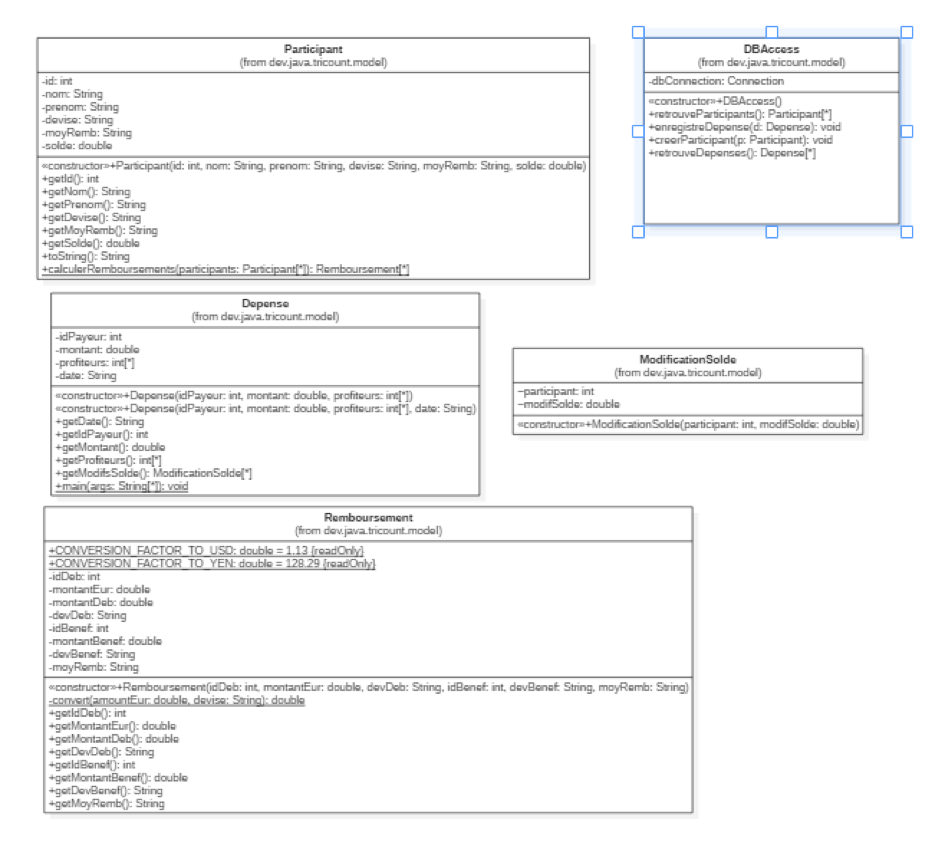 Participant
(from dev.java.tricount.model)
-id: int
-nom: String
-prenom: String
-devise: String
-moyRemb: String
-solde: double
«constructor»+Participant(id: int, nom: String, prenom: String, devise: String, moyRemb: String, solde: double)
+getId(): int
+getNom(): String
+getPrenom(): String
+getDevise(): String
+getMoyRemb(): String
+getSolde(): double
+toString(): String
+calculerRemboursements(participants: Participant[*]): Remboursement[*]
DBAccess
(from dev.java.tricount.model)
-dbConnection: Connection
«constructor»+DBAccess()
+retrouveParticipants(): Participant[*]
+enregistreDepense(d: Depense): void
+creerParticipant(p: Participant): void
+retrouveDepenses(): Depense[*]
Depense
(from dev.java.tricount.model)
-idPayeur: int
-montant: double
-profiteurs: int[*]
-date: String
«constructor»+Depense(idPayeur: int, montant: double, profiteurs: int[*])
«constructor»+Depense(idPayeur: int, montant: double, profiteurs: int[*], date: String)
+getDate(): String
+getIdPayeur(): int
+getMontant(): double
+getProfiteurs(): int[*]
+getModifsSolde(): ModificationSolde[*]
+main(args: String[*]): void
ModificationSolde
(from dev.java.tricount.model)
~participant: int
~modifSolde: double
«constructor»+ModificationSolde(participant: int, modifSolde: double)
Remboursement
(from dev.java.tricount.model)
+CONVERSION_FACTOR_TO_USD: double = 1.13 {readOnly}
+CONVERSION_FACTOR_TO_YEN: double = 128.29 {readOnly}
-idDeb: int
-montantEur: double
-montantDeb: double
-devDeb: String
-idBenef: int
-montantBenef: double
-devBenef: String
-moyRemb: String
«constructor»+Remboursement(idDeb: int, montantEur: double, devDeb: String, idBenef: int, devBenef: String, moyRemb: String)
-convert(amountEur: double, devise: String): double
+getIdDeb(): int
+getMontantEur(): double
+getMontantDeb(): double
+getDevDeb(): String
+getIdBenef(): int
+getMontantBenef(): double
+getDevBenef(): String
+getMoyRemb(): String